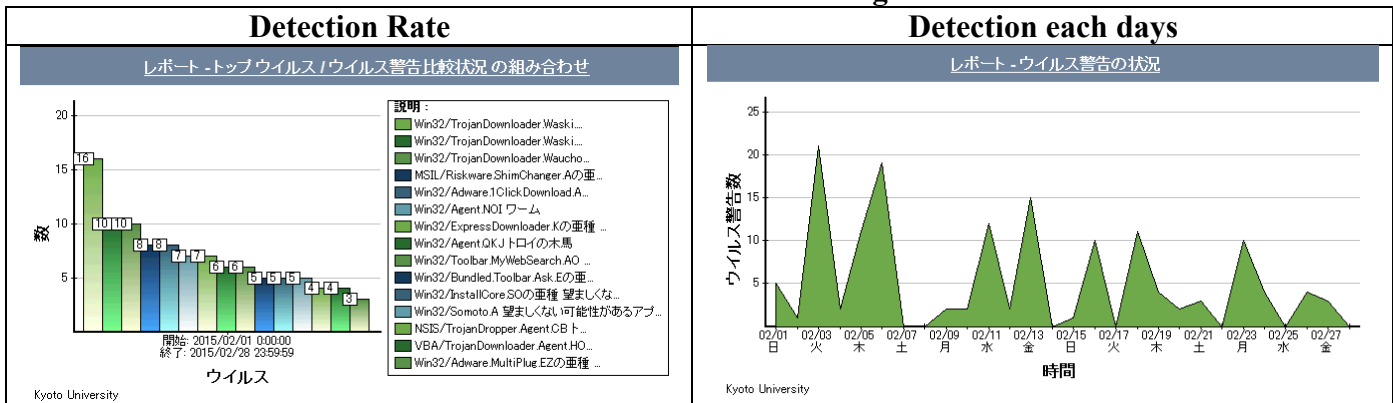 Detection Rate
Detection each days
レポート - トップウイルス / ウイルス警告比較状況 の組み合わせ
数
20
15
10
5
16
10
10
8
8
7
7
6
6
5
5
5
4
4
3
開始: 2015/02/01 0:00:00
終了: 2015/02/28 23:59:59
ウイルス
説明 :
Win32/TrojanDownloader.Waski....
Win32/TrojanDownloader.Waski....
Win32/TrojanDownloader.Waucho...
MSIL/Riskware.ShimChanger.Aの亜...
Win32/Adware.1ClickDownload.A...
Win32/Agent.NOI ワーム
Win32/ExpressDownloader.Kの亜種 ...
Win32/Agent.QKJ トロイの木馬
Win32/Toolbar.MyWebSearch.AO ...
Win32/Bundled.Toolbar.Ask.Eの亜...
Win32/InstallCore.SOの亜種 望ましくな...
Win32/Somoto.A 望ましくない可能性があるアプ...
NSIS/TrojanDropper.Agent.CB ト...
VBA/TrojanDownloader.Agent.HO...
Win32/Adware.MultiPlug.EZの亜種 ...
Kyoto University
レポート - ウイルス警告の状況
ウイルス警告数
25
20
15
10
5
02/01 02/03 02/05 02/07 02/09 02/11 02/13 02/15 02/17 02/19 02/21 02/23 02/25 02/27
日 火 木 土 月 水 金 日 火 木 土 月 水 金
時間
Kyoto University